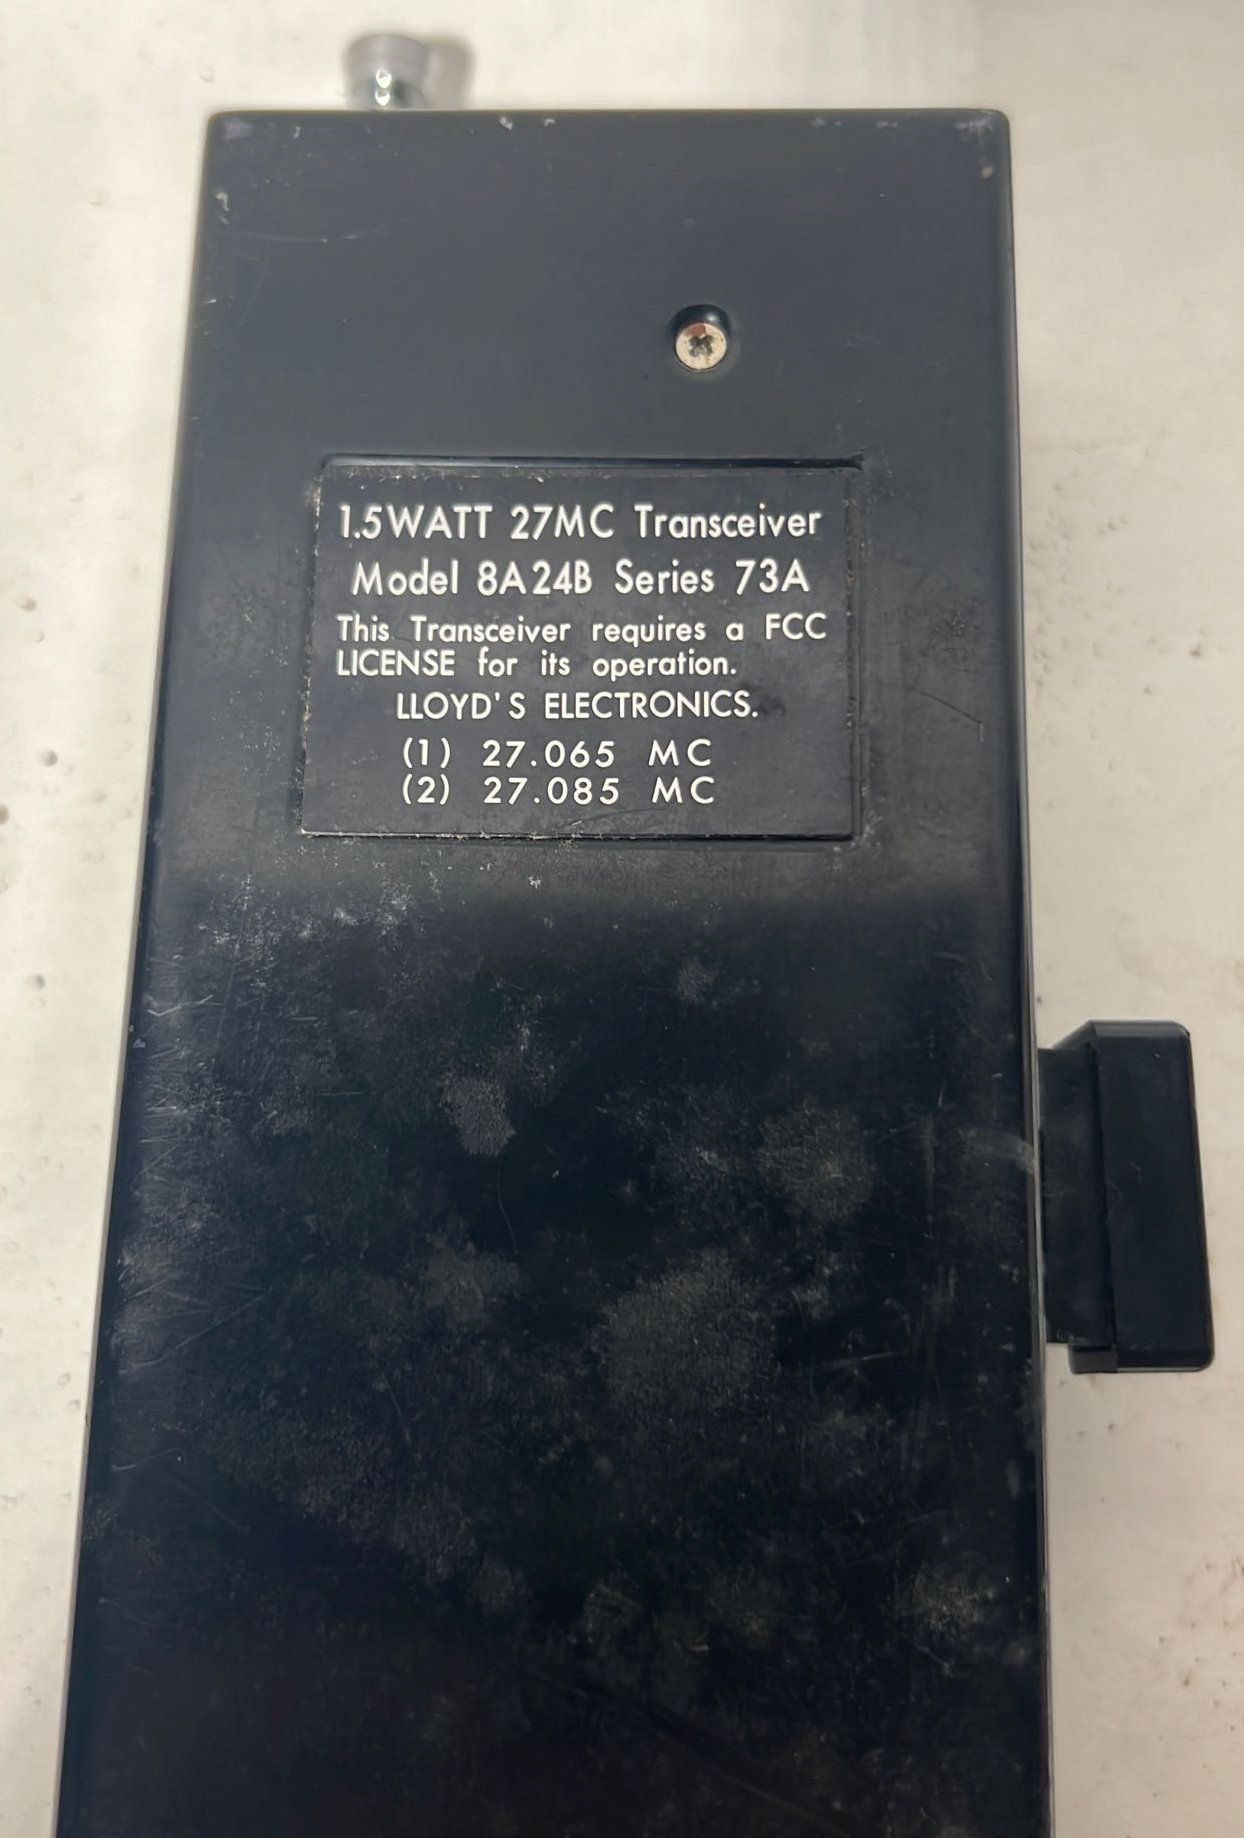 1.5WATT 27MC Transceiver
Model 8A24B Series 73A
This Transceiver requires a FCC
LICENSE for its operation.
LLOYD'S ELECTRONICS.
(1) 27.065 MC
(2) 27.085 MC